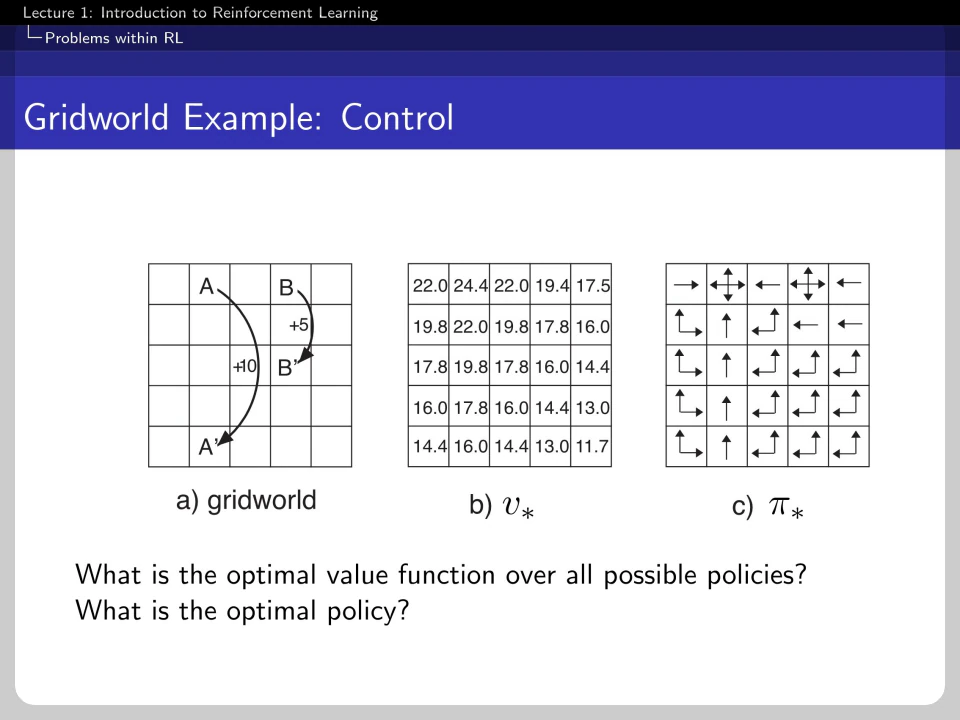 Lecture 1: Introduction to Reinforcement Learning
Problems within RL
Gridworld Example: Control
A B
+5
+10 B'
A'
a) gridworld
22.0 24.4 22.0 19.4 17.5
19.8 22.0 19.8 17.8 16.0
17.8 19.8 17.8 16.0 14.4
16.0 17.8 16.0 14.4 13.0
14.4 16.0 14.4 13.0 11.7
b) v*
c) π*
What is the optimal value function over all possible policies?
What is the optimal policy?